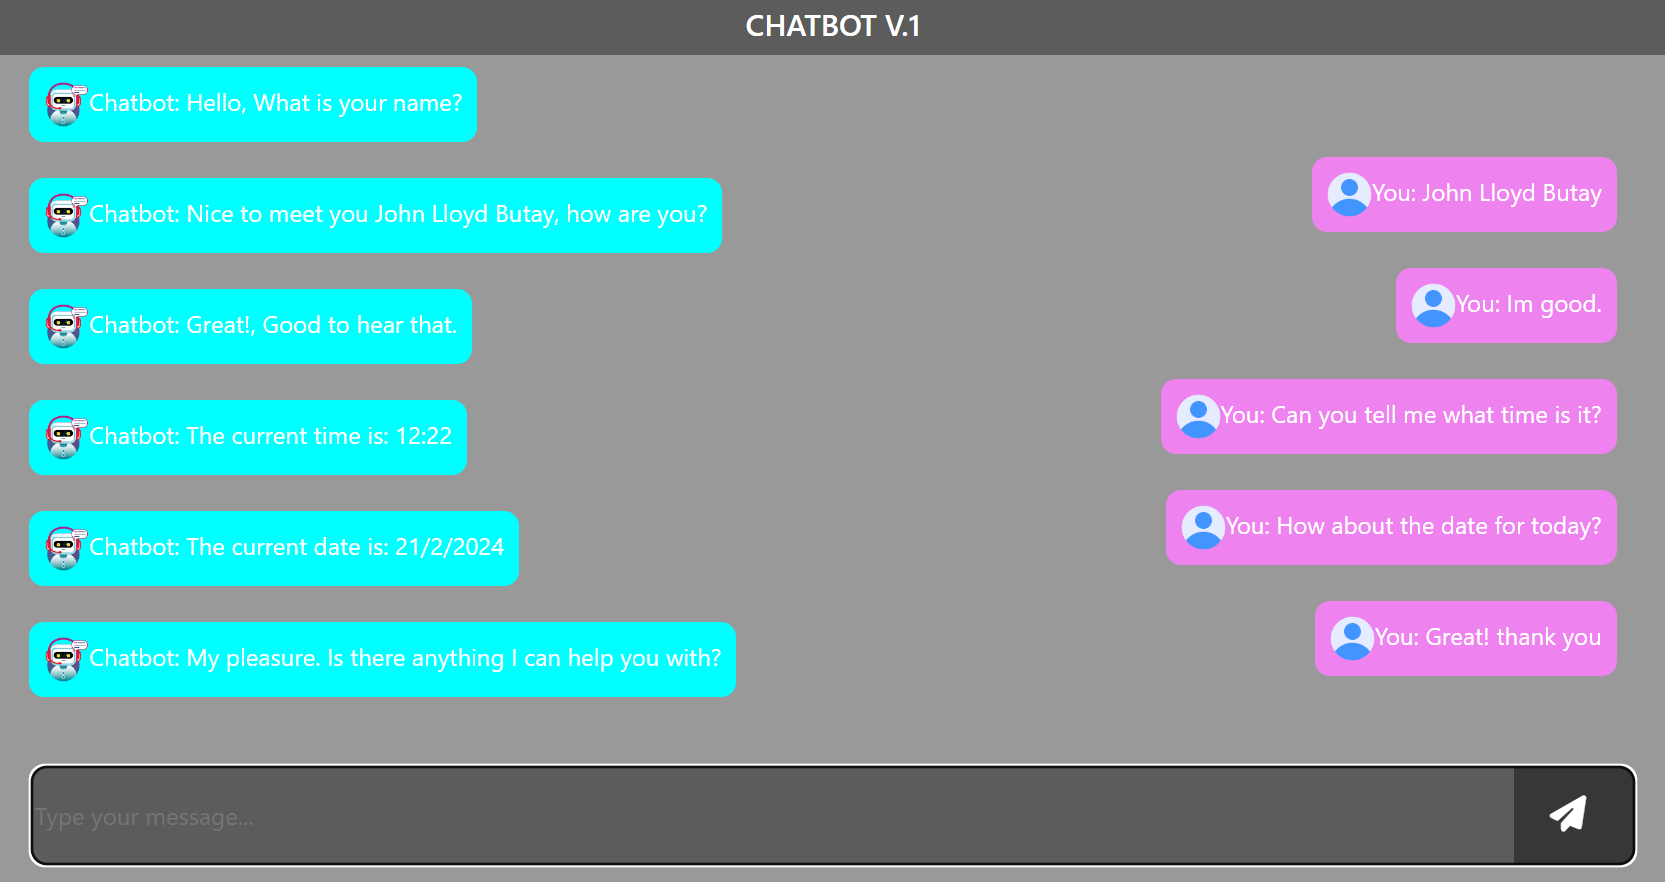 CHATBOT V.1
Chatbot: Hello, What is your name?
You: John Lloyd Butay
Chatbot: Nice to meet you John Lloyd Butay, how are you?
You: Im good.
Chatbot: Great!, Good to hear that.
You: Can you tell me what time is it?
Chatbot: The current time is: 12:22
You: How about the date for today?
Chatbot: The current date is: 21/2/2024
You: Great! thank you
Chatbot: My pleasure. Is there anything I can help you with?
Type your message...